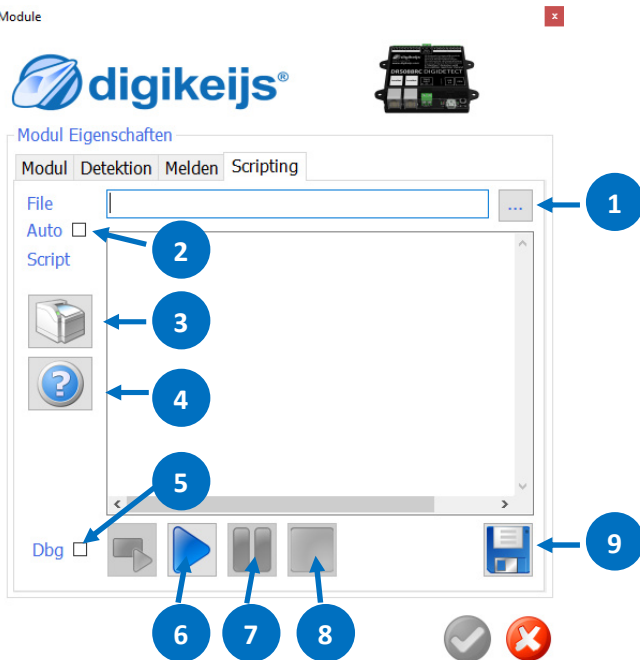 Module
x
digikeijs®
Modul Eigenschaften
Modul Detektion Melden Scripting
File
...
1
Auto
2
Script
3
?
4
5
Dbg
9
6
7
8